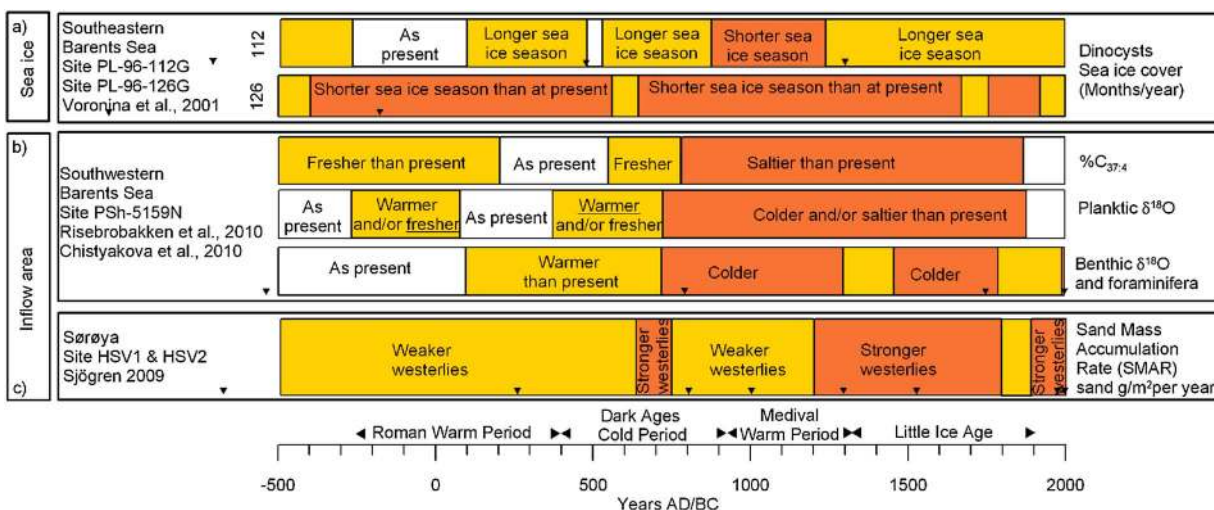 a)
Sea ice
Southeastern
Barents Sea
Site PL-96-112G
Site PL-96-126G
Voronina et al., 2001
112
As
present
Longer sea
ice season
Longer sea
ice season
Shorter sea
ice season
Longer sea
ice season
126
Shorter sea ice season than at present
Shorter sea ice season than at present
Dinocysts
Sea ice cover
(Months/year)
b)
Inflow area
Southwestern
Barents Sea
Site PSh-5159N
Risebrobakken et al., 2010
Chistyakova et al., 2010
Fresher than present
As present
Fresher
Saltier than present
%C37:4
As
present
Warmer
and/or fresher
As present
Warmer
and/or fresher
Colder and/or saltier than present
Planktic δ18O
As present
Warmer
than present
Colder
Colder
Benthic δ18O
and foraminifera
c)
Sørøya
Site HSV1 & HSV2
Sjögren 2009
Weaker
westerlies
Stronger
westerlies
Weaker
westerlies
Stronger
westerlies
Stronger
westerlies
Sand Mass
Accumulation
Rate (SMAR)
sand g/m²per year
Roman Warm Period
Dark Ages
Cold Period
Medival
Warm Period
Little Ice Age
-500 0 500 1000 1500 2000
Years AD/BC